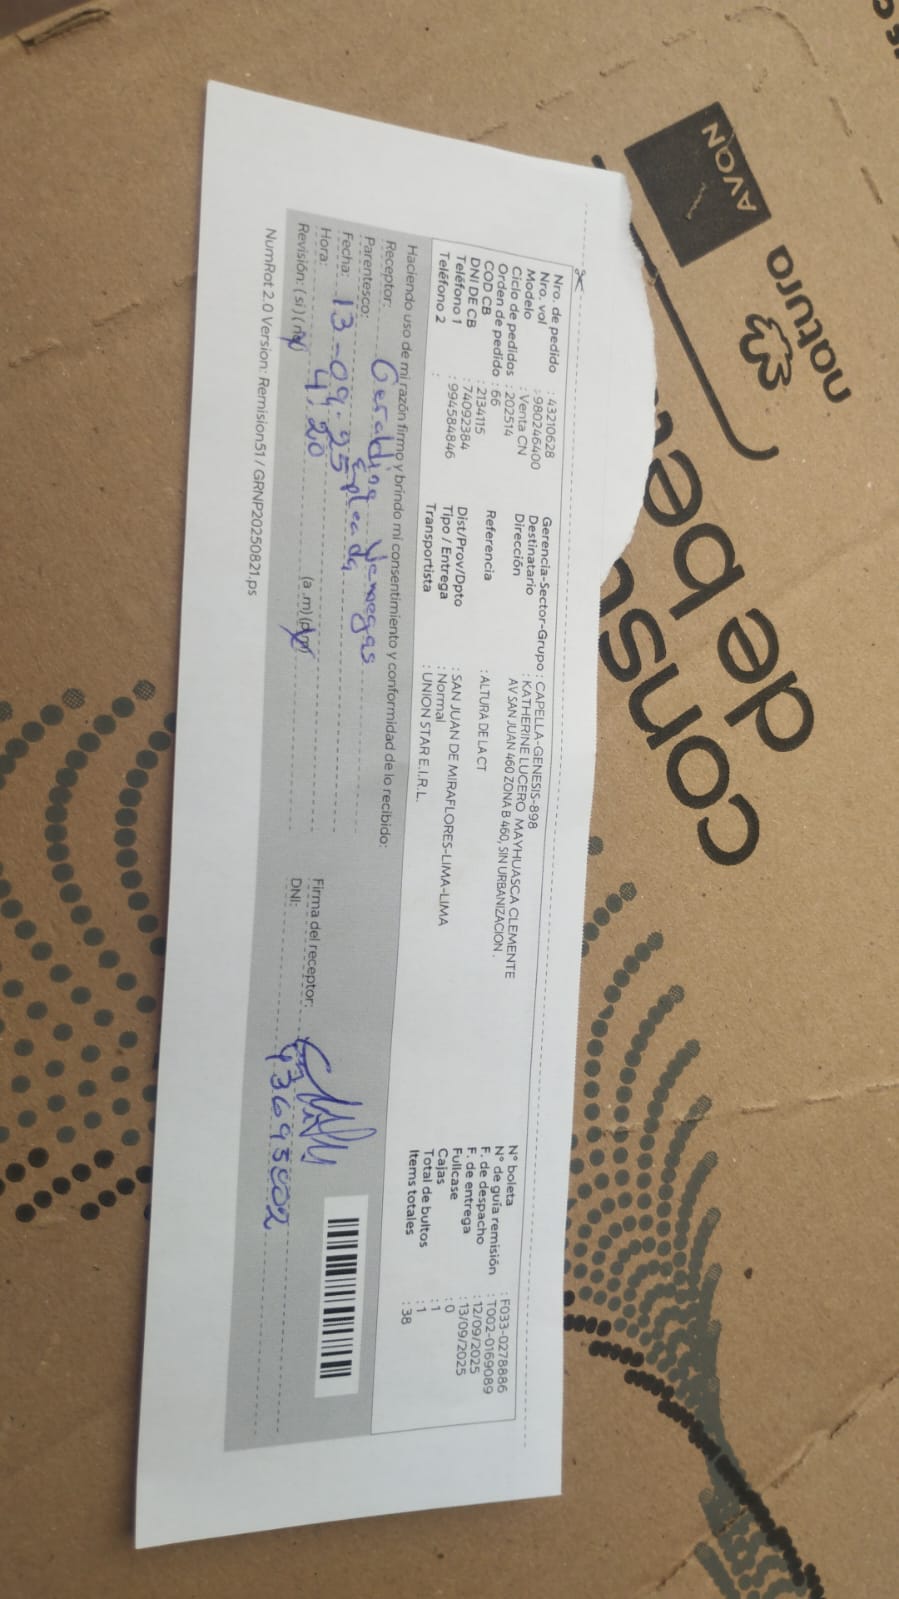 AVON
natura
consu
de bele
Nro. de pedido : 43210628
Nro. vol : 980246400
Modelo : Venta CN
Ciclo de pedidos : 202514
Orden de pedido : 66
COD CB : 2134115
DNI DE CB : 74092384
Teléfono 1 : 994584846
Teléfono 2 :
Gerencia-Sector-Grupo : CAPELLA-GENESIS-898
Destinatario : KATHERINE LUCERO MAYHUASCA CLEMENTE
Dirección AV SAN JUAN 460 ZONA B 460, SIN URBANIZACION .
Referencia : ALTURA DE LA CT
Dist/Prov/Dpto : SAN JUAN DE MIRAFLORES-LIMA-LIMA
Tipo / Entrega : Normal
Transportista : UNION STAR E.I.R.L.
N° boleta : F033-0278886
N° de guía remisión : T002-0169089
F. de despacho : 12/09/2025
F. de entrega : 13/09/2025
Fullcase : 0
Cajas : 1
Total de bultos : 1
Items totales : 38
Haciendo uso de mi razón firmo y brindo mi consentimiento y conformidad de lo recibido:
Receptor: Geraldine Venegas
Parentesco: Epleada
Fecha: 13-09-25
Hora: 4:20 (a.m) (p.m)
Revisión: (si) (no)
Firma del receptor:
DNI:
NumRot 2.0 Version: Remision51 / GRNP20250821.ps